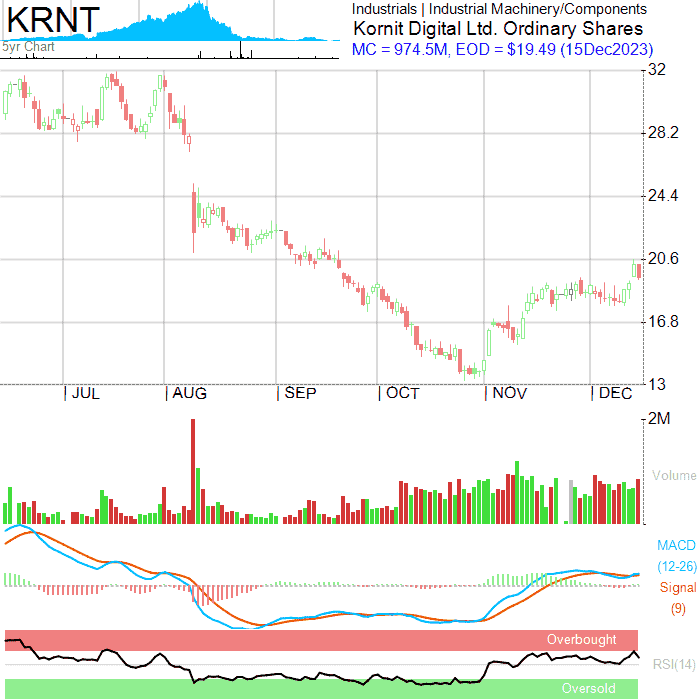 KRNT
5yr Chart
Industrials | Industrial Machinery/Components
Kornit Digital Ltd. Ordinary Shares
MC = 974.5M, EOD = $19.49 (15Dec2023)
32
28.2
24.4
20.6
16.8
13
| JUL | AUG | SEP | OCT | NOV | DEC
2M
Volume
MACD
(12-26)
Signal
(9)
Overbought
RSI(14)
Oversold